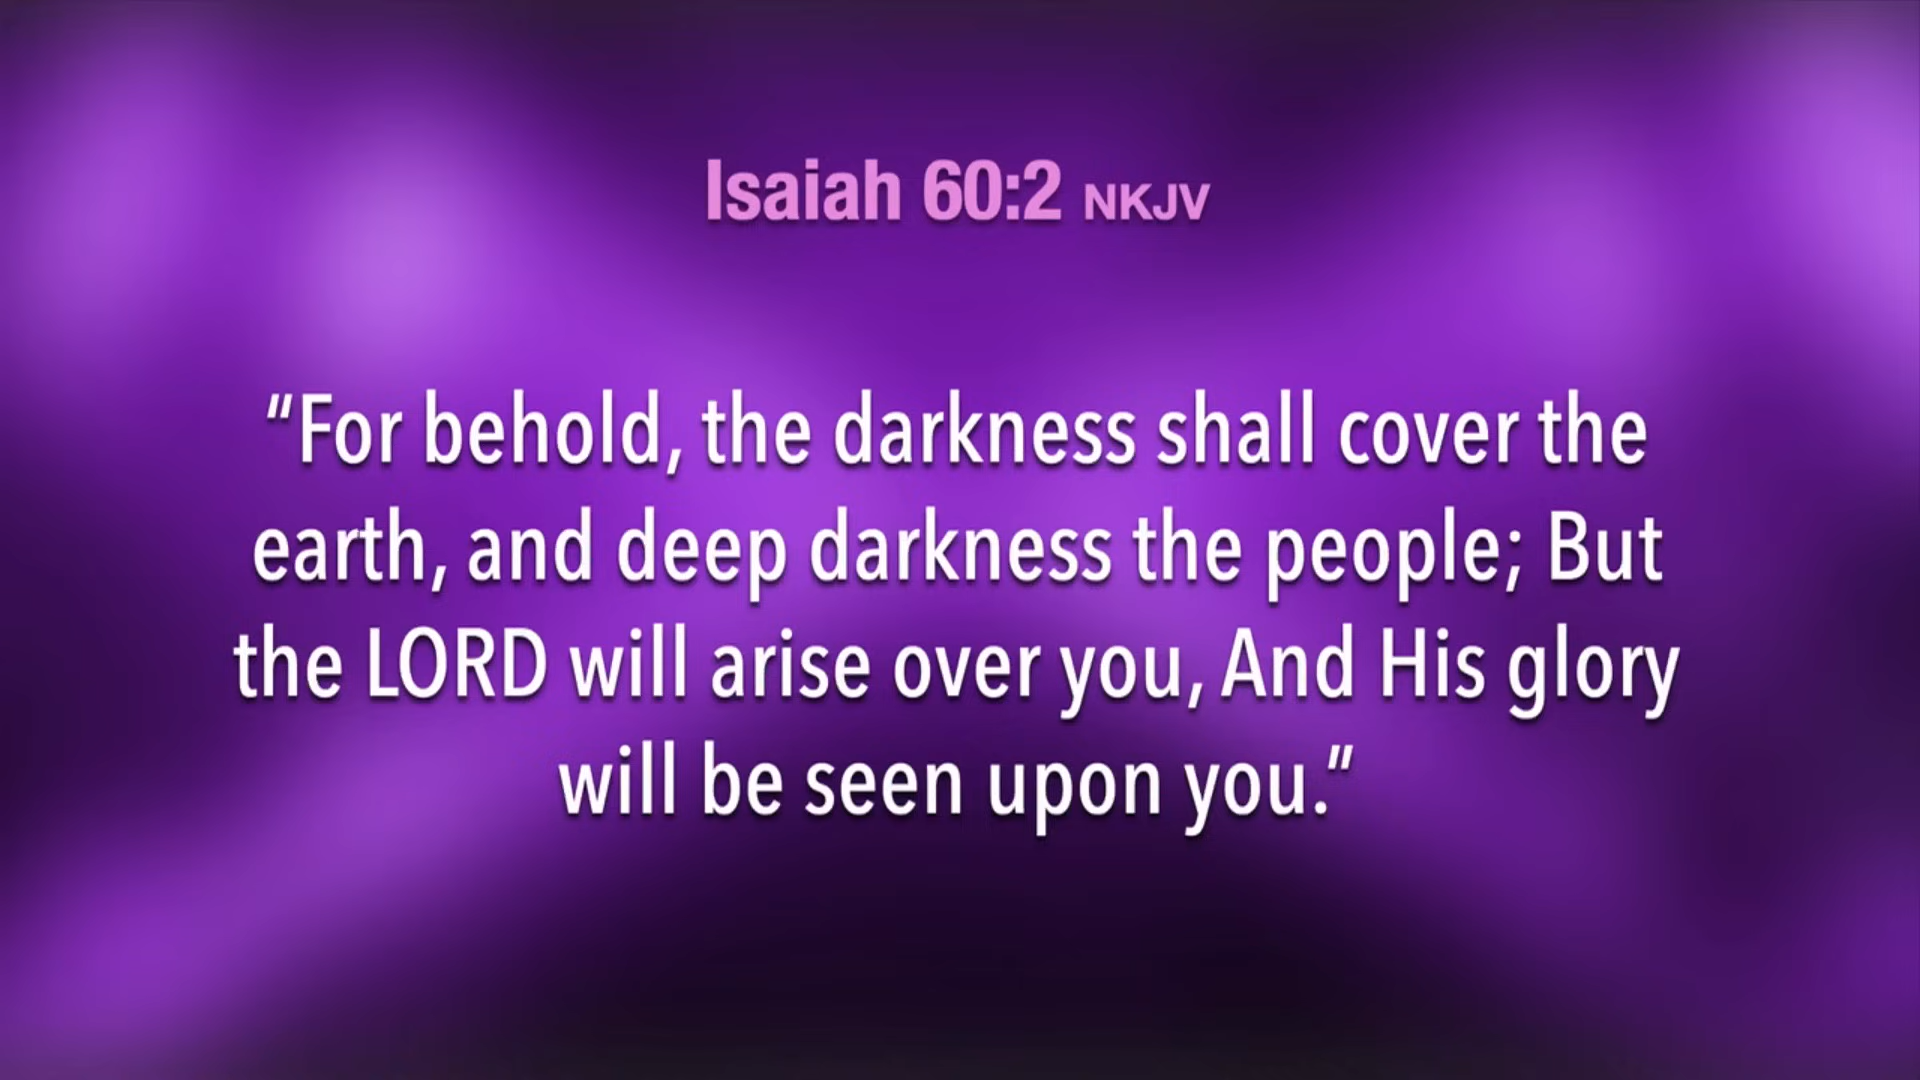 Isaiah 60:2 NKJV
“For behold, the darkness shall cover the
earth, and deep darkness the people; But
the LORD will arise over you, And His glory
will be seen upon you.”